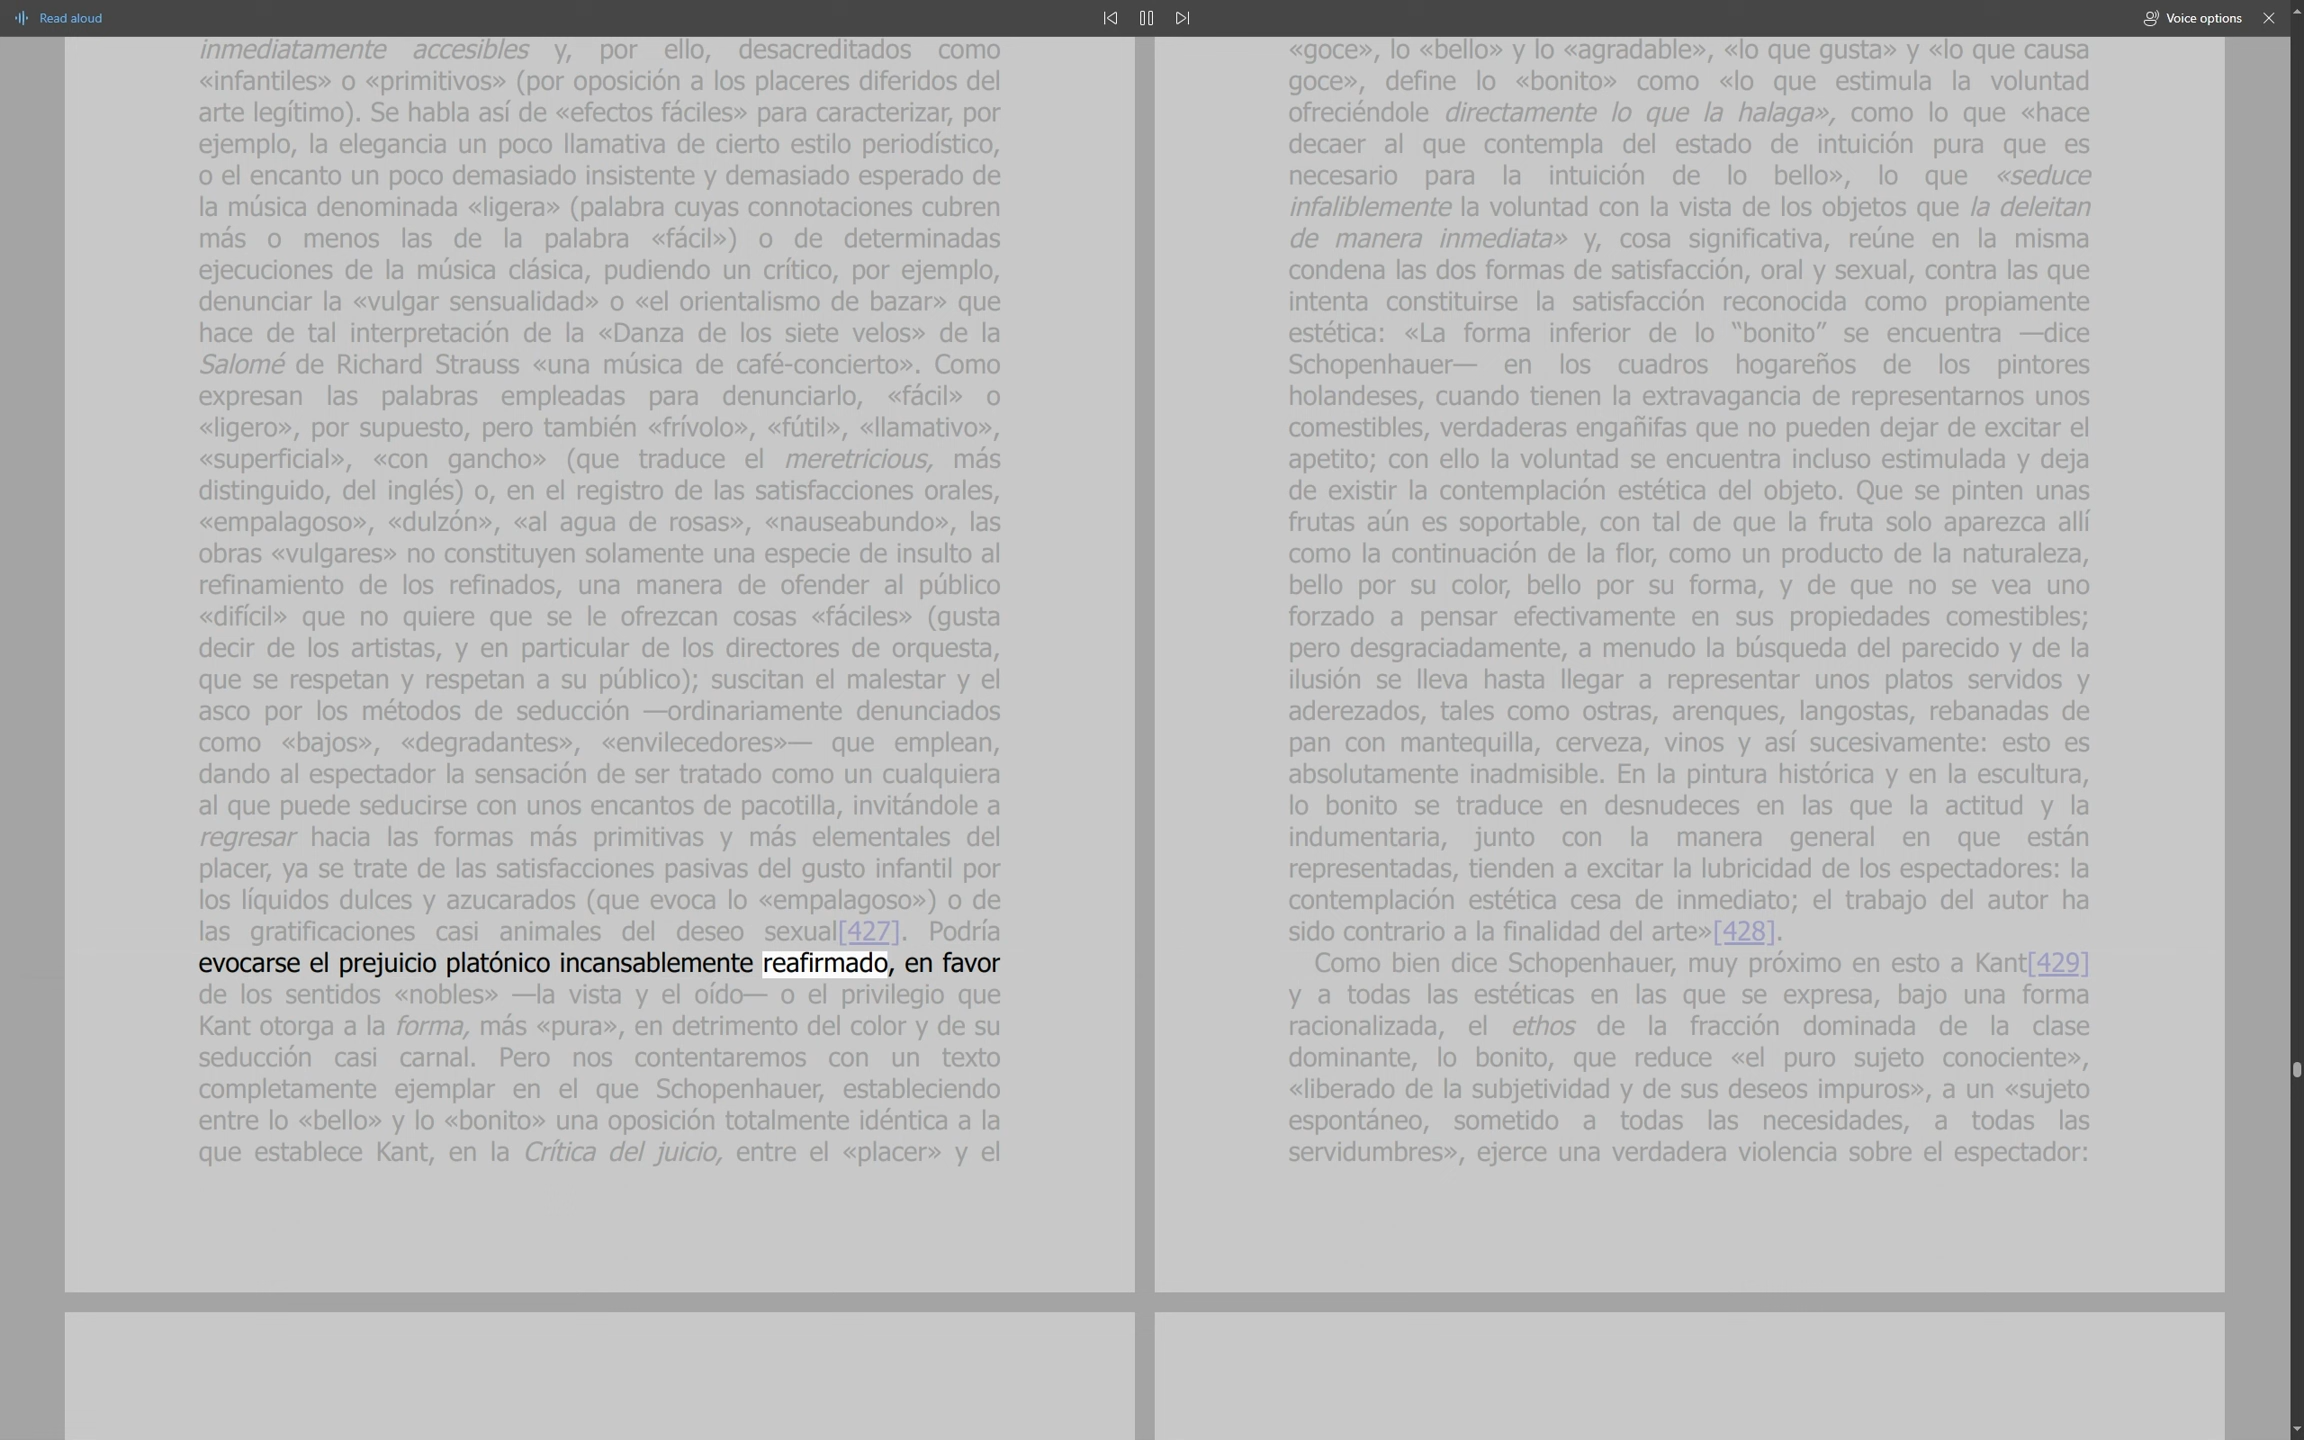 Read aloud
Voice options
inmediatamente accesibles y, por ello, desacreditados como
«infantiles» o «primitivos» (por oposición a los placeres diferidos del
arte legítimo). Se habla así de «efectos fáciles» para caracterizar, por
ejemplo, la elegancia un poco llamativa de cierto estilo periodístico,
o el encanto un poco demasiado insistente y demasiado esperado de
la música denominada «ligera» (palabra cuyas connotaciones cubren
más o menos las de la palabra «fácil») o de determinadas
ejecuciones de la música clásica, pudiendo un crítico, por ejemplo,
denunciar la «vulgar sensualidad» o «el orientalismo de bazar» que
hace de tal interpretación de la «Danza de los siete velos» de la
Salomé de Richard Strauss «una música de café-concierto». Como
expresan las palabras empleadas para denunciarlo, «fácil» o
«ligero», por supuesto, pero también «frívolo», «fútil», «llamativo»,
«superficial», «con gancho» (que traduce el meretricious, más
distinguido, del inglés) o, en el registro de las satisfacciones orales,
«empalagoso», «dulzón», «al agua de rosas», «nauseabundo», las
obras «vulgares» no constituyen solamente una especie de insulto al
refinamiento de los refinados, una manera de ofender al público
«difícil» que no quiere que se le ofrezcan cosas «fáciles» (gusta
decir de los artistas, y en particular de los directores de orquesta,
que se respetan y respetan a su público); suscitan el malestar y el
asco por los métodos de seducción —ordinariamente denunciados
como «bajos», «degradantes», «envilecedores»— que emplean,
dando al espectador la sensación de ser tratado como un cualquiera
al que puede seducirse con unos encantos de pacotilla, invitándole a
regresar hacia las formas más primitivas y más elementales del
placer, ya se trate de las satisfacciones pasivas del gusto infantil por
los líquidos dulces y azucarados (que evoca lo «empalagoso») o de
las gratificaciones casi animales del deseo sexual[427]. Podría
evocarse el prejuicio platónico incansablemente reafirmado, en favor
de los sentidos «nobles» —la vista y el oído— o el privilegio que
Kant otorga a la forma, más «pura», en detrimento del color y de su
seducción casi carnal. Pero nos contentaremos con un texto
completamente ejemplar en el que Schopenhauer, estableciendo
entre lo «bello» y lo «bonito» una oposición totalmente idéntica a la
que establece Kant, en la Crítica del juicio, entre el «placer» y el
«goce», lo «bello» y lo «agradable», «lo que gusta» y «lo que causa
goce», define lo «bonito» como «lo que estimula la voluntad
ofreciéndole directamente lo que la halaga», como lo que «hace
decaer al que contempla del estado de intuición pura que es
necesario para la intuición de lo bello», lo que «seduce
infaliblemente la voluntad con la vista de los objetos que la deleitan
de manera inmediata» y, cosa significativa, reúne en la misma
condena las dos formas de satisfacción, oral y sexual, contra las que
intenta constituirse la satisfacción reconocida como propiamente
estética: «La forma inferior de lo “bonito” se encuentra —dice
Schopenhauer— en los cuadros hogareños de los pintores
holandeses, cuando tienen la extravagancia de representarnos unos
comestibles, verdaderas engañifas que no pueden dejar de excitar el
apetito; con ello la voluntad se encuentra incluso estimulada y deja
de existir la contemplación estética del objeto. Que se pinten unas
frutas aún es soportable, con tal de que la fruta solo aparezca allí
como la continuación de la flor, como un producto de la naturaleza,
bello por su color, bello por su forma, y de que no se vea uno
forzado a pensar efectivamente en sus propiedades comestibles;
pero desgraciadamente, a menudo la búsqueda del parecido y de la
ilusión se lleva hasta llegar a representar unos platos servidos y
aderezados, tales como ostras, arenques, langostas, rebanadas de
pan con mantequilla, cerveza, vinos y así sucesivamente: esto es
absolutamente inadmisible. En la pintura histórica y en la escultura,
lo bonito se traduce en desnudeces en las que la actitud y la
indumentaria, junto con la manera general en que están
representadas, tienden a excitar la lubricidad de los espectadores: la
contemplación estética cesa de inmediato; el trabajo del autor ha
sido contrario a la finalidad del arte»[428].
Como bien dice Schopenhauer, muy próximo en esto a Kant[429]
y a todas las estéticas en las que se expresa, bajo una forma
racionalizada, el ethos de la fracción dominada de la clase
dominante, lo bonito, que reduce «el puro sujeto conociente»,
«liberado de la subjetividad y de sus deseos impuros», a un «sujeto
espontáneo, sometido a todas las necesidades, a todas las
servidumbres», ejerce una verdadera violencia sobre el espectador: